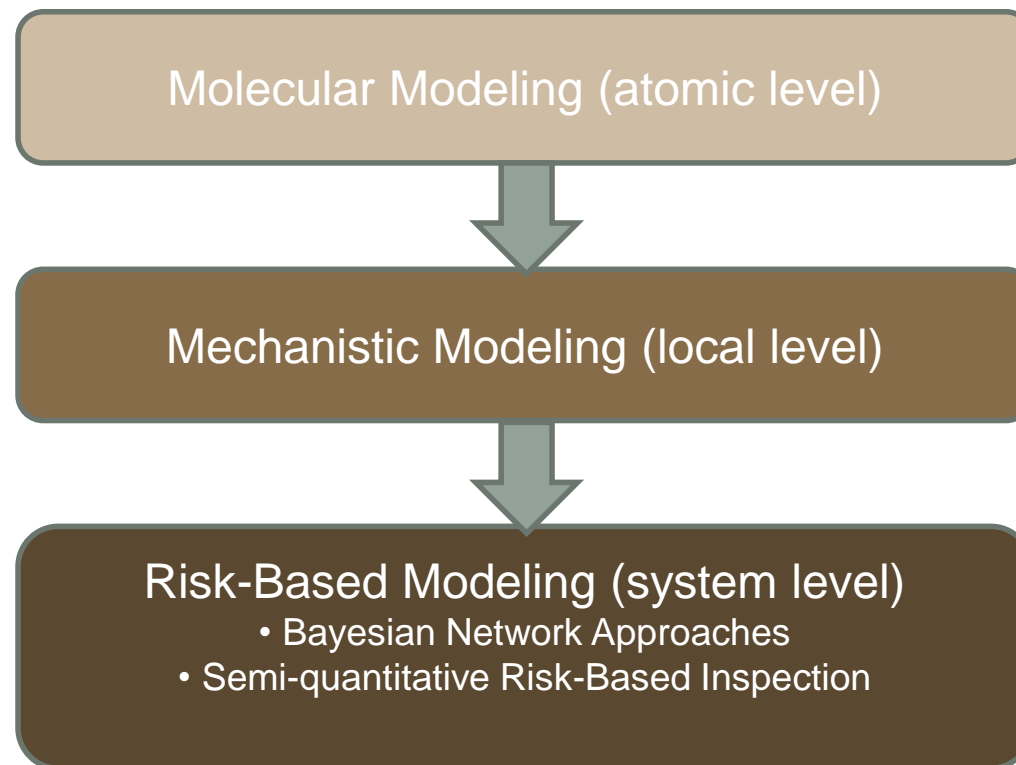 Molecular Modeling (atomic level)
Mechanistic Modeling (local level)
Risk-Based Modeling (system level)
• Bayesian Network Approaches
• Semi-quantitative Risk-Based Inspection